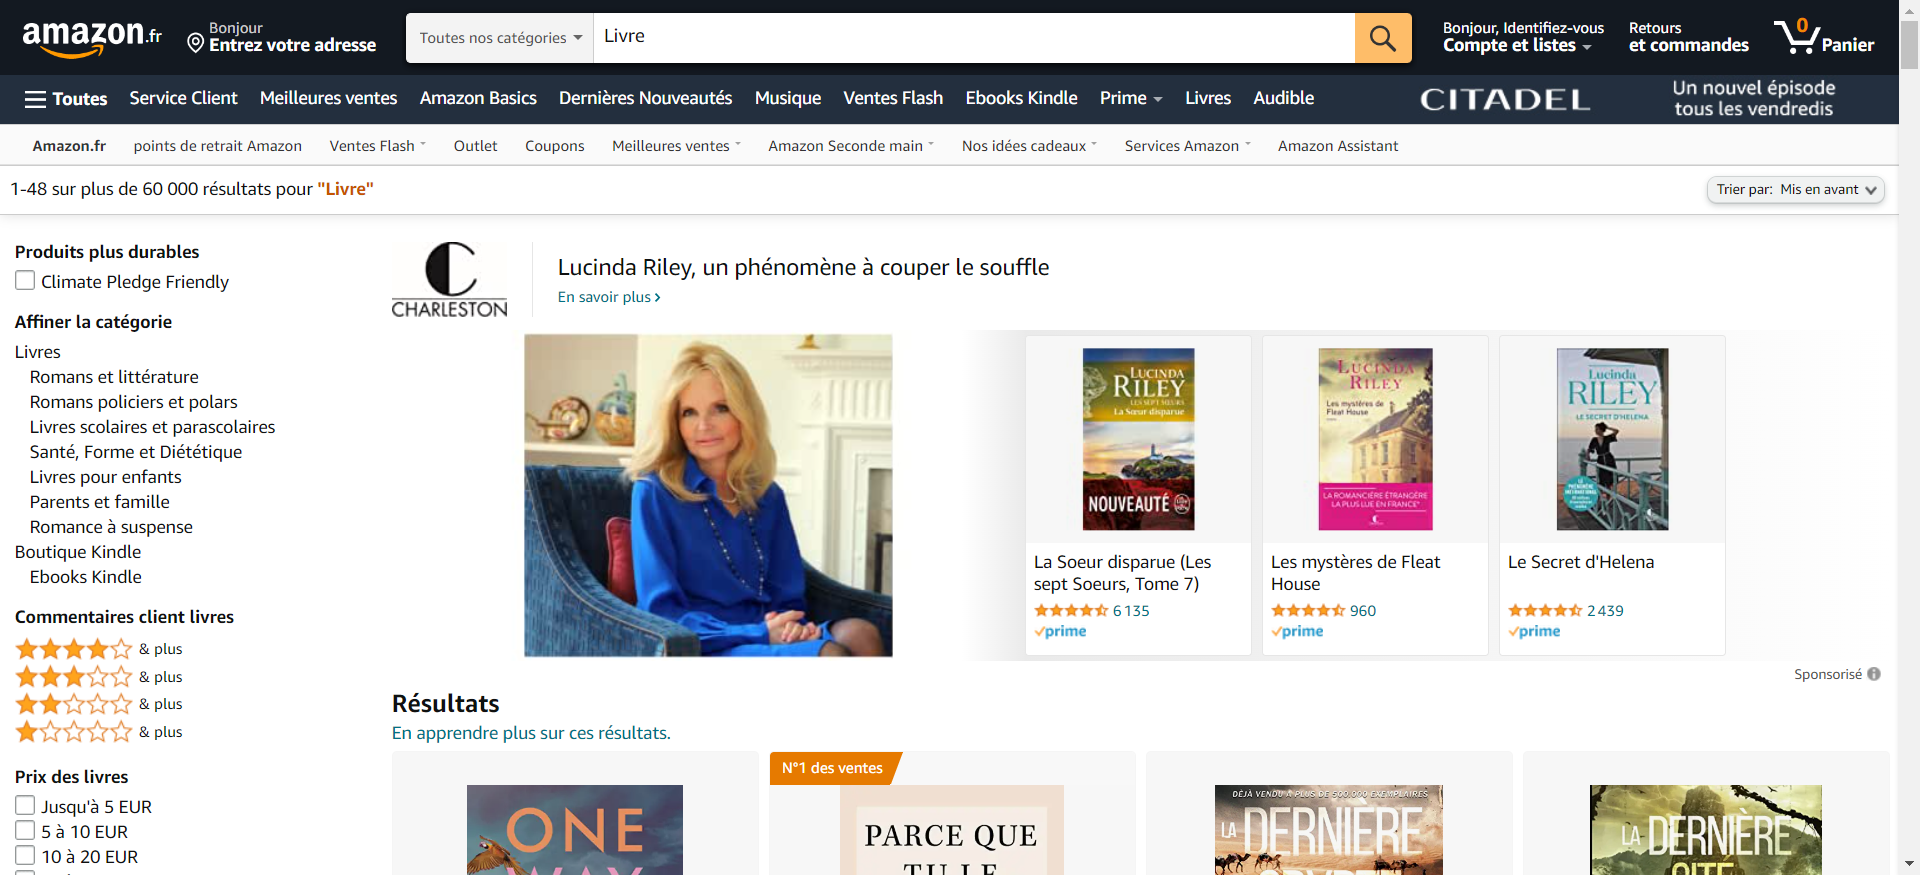 amazon.fr
Bonjour
Entrez votre adresse
Toutes nos catégories
Livre
Bonjour, Identifiez-vous
Compte et listes
Retours
et commandes
0
Panier
Toutes
Service Client
Meilleures ventes
Amazon Basics
Dernières Nouveautés
Musique
Ventes Flash
Ebooks Kindle
Prime
Livres
Audible
CITADEL
Un nouvel épisode
tous les vendredis
Amazon.fr
points de retrait Amazon
Ventes Flash
Outlet
Coupons
Meilleures ventes
Amazon Seconde main
Nos idées cadeaux
Services Amazon
Amazon Assistant
1-48 sur plus de 60 000 résultats pour "Livre"
Trier par: Mis en avant
Produits plus durables
Climate Pledge Friendly
Affiner la catégorie
Livres
Romans et littérature
Romans policiers et polars
Livres scolaires et parascolaires
Santé, Forme et Diététique
Livres pour enfants
Parents et famille
Romance à suspense
Boutique Kindle
Ebooks Kindle
Commentaires client livres
& plus
& plus
& plus
& plus
Prix des livres
Jusqu'à 5 EUR
5 à 10 EUR
10 à 20 EUR
C
CHARLESTON
Lucinda Riley, un phénomène à couper le souffle
En savoir plus
LUCINDA
RILEY
LES SEPT SŒURS
La Sœur disparue
NOUVEAUTÉ
La Soeur disparue (Les
sept Soeurs, Tome 7)
6 135
prime
LUCINDA
RILEY
Les mystères de
Fleat House
LA ROMANCIÈRE ÉTRANGÈRE
LA PLUS LUE EN FRANCE*
Les mystères de Fleat
House
960
prime
Lucinda
RILEY
LE SECRET D'HELENA
Le Secret d'Helena
2 439
prime
Sponsorisé
Résultats
En apprendre plus sur ces résultats.
ONE
WAY
N°1 des ventes
PARCE QUE
TU LE
DÉJÀ VENDU À PLUS DE 500.000 EXEMPLAIRES
LA DERNIÈRE
LA DERNIÈRE
CITÉ